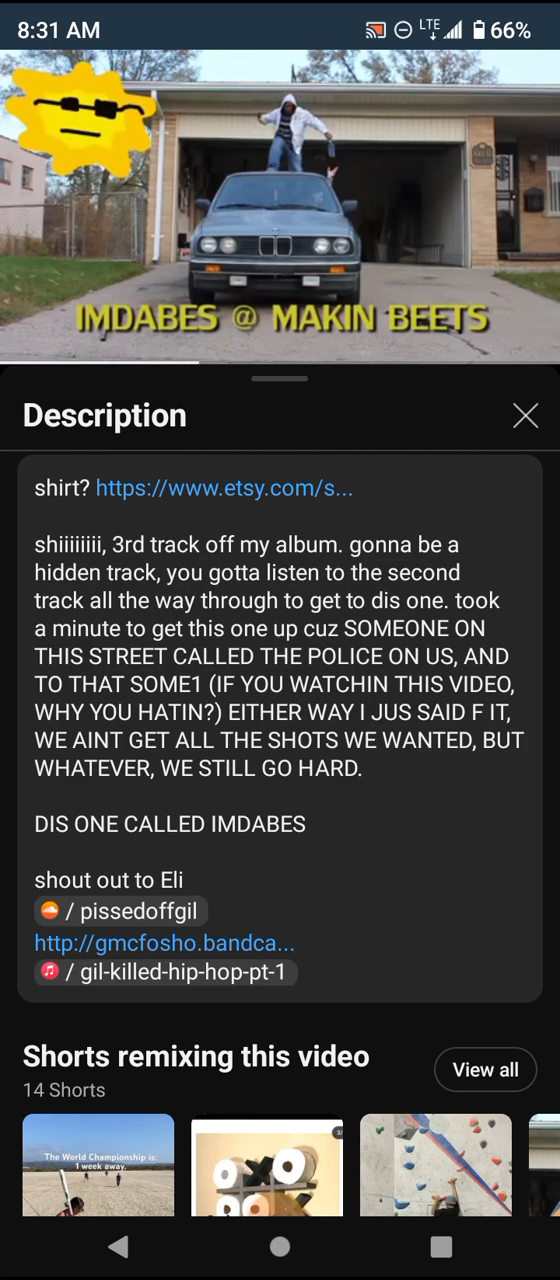 8:31 AM LTE 66%
IMDABES @ MAKIN BEETS
Description
shirt? https://www.etsy.com/s...
shiiiiiiii, 3rd track off my album. gonna be a
hidden track, you gotta listen to the second
track all the way through to get to dis one. took
a minute to get this one up cuz SOMEONE ON
THIS STREET CALLED THE POLICE ON US, AND
TO THAT SOME1 (IF YOU WATCHIN THIS VIDEO,
WHY YOU HATIN?) EITHER WAY I JUS SAID F IT,
WE AINT GET ALL THE SHOTS WE WANTED, BUT
WHATEVER, WE STILL GO HARD.
DIS ONE CALLED IMDABES
shout out to Eli
/ pissedoffgil
http://gmcfosho.bandca...
/ gil-killed-hip-hop-pt-1
Shorts remixing this video
14 Shorts
View all
The World Championship is:
1 week away.